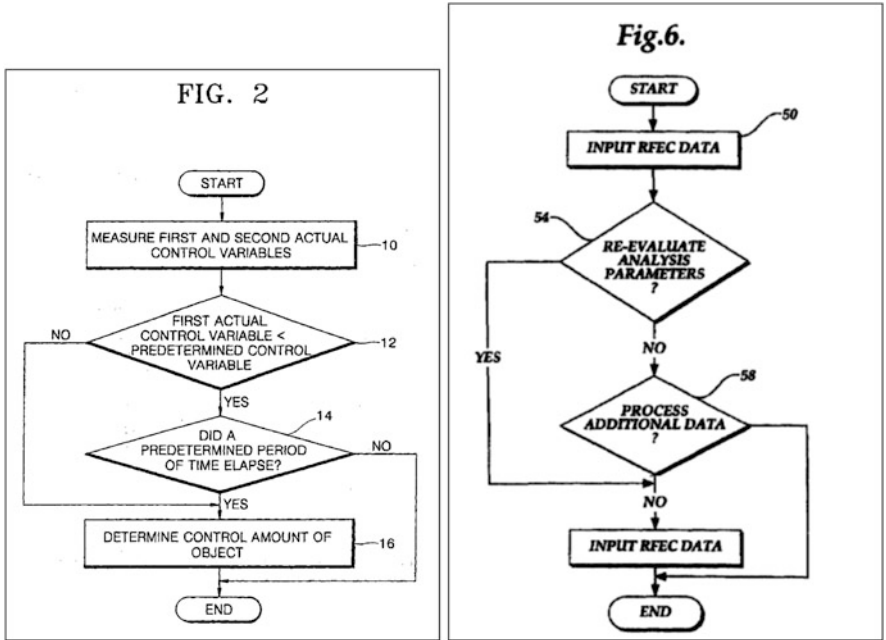 FIG. 2
START
MEASURE FIRST AND SECOND ACTUAL
CONTROL VARIABLES
10
FIRST ACTUAL
CONTROL VARIABLE <
PREDETERMINED CONTROL
VARIABLE
12
NO
YES
14
DID A
PREDETERMINED PERIOD
OF TIME ELAPSE?
NO
YES
DETERMINE CONTROL AMOUNT OF
OBJECT
16
END
Fig.6.
START
50
INPUT RFEC DATA
54
RE-EVALUATE
ANALYSIS
PARAMETERS
?
YES
NO
58
PROCESS
ADDITIONAL DATA
?
NO
INPUT RFEC DATA
END